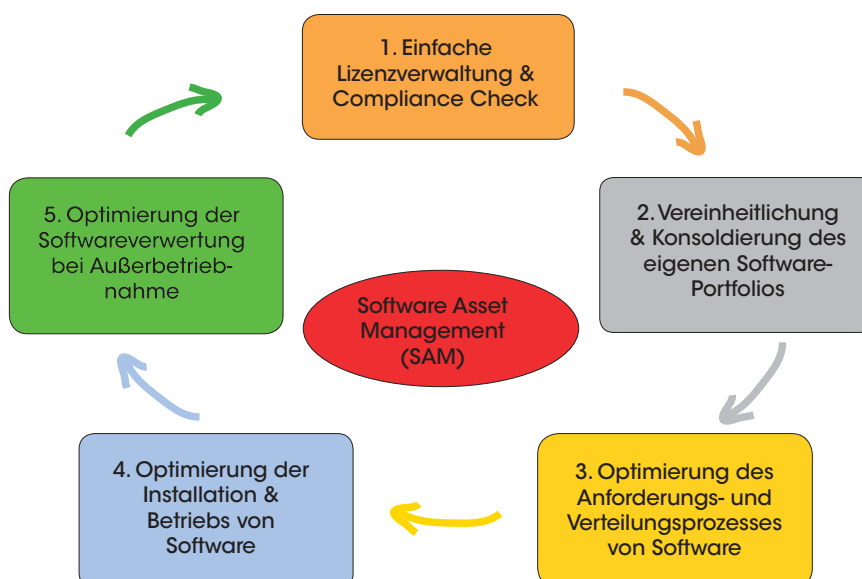 1. Einfache
Lizenzverwaltung &
Compliance Check
2. Vereinheitlichung
& Konsoldierung des
eigenen Software-
Portfolios
3. Optimierung des
Anforderungs- und
Verteilungsprozesses
von Software
4. Optimierung der
Installation &
Betriebs von
Software
5. Optimierung der
Softwareverwertung
bei Außerbetrieb-
nahme
Software Asset
Management
(SAM)